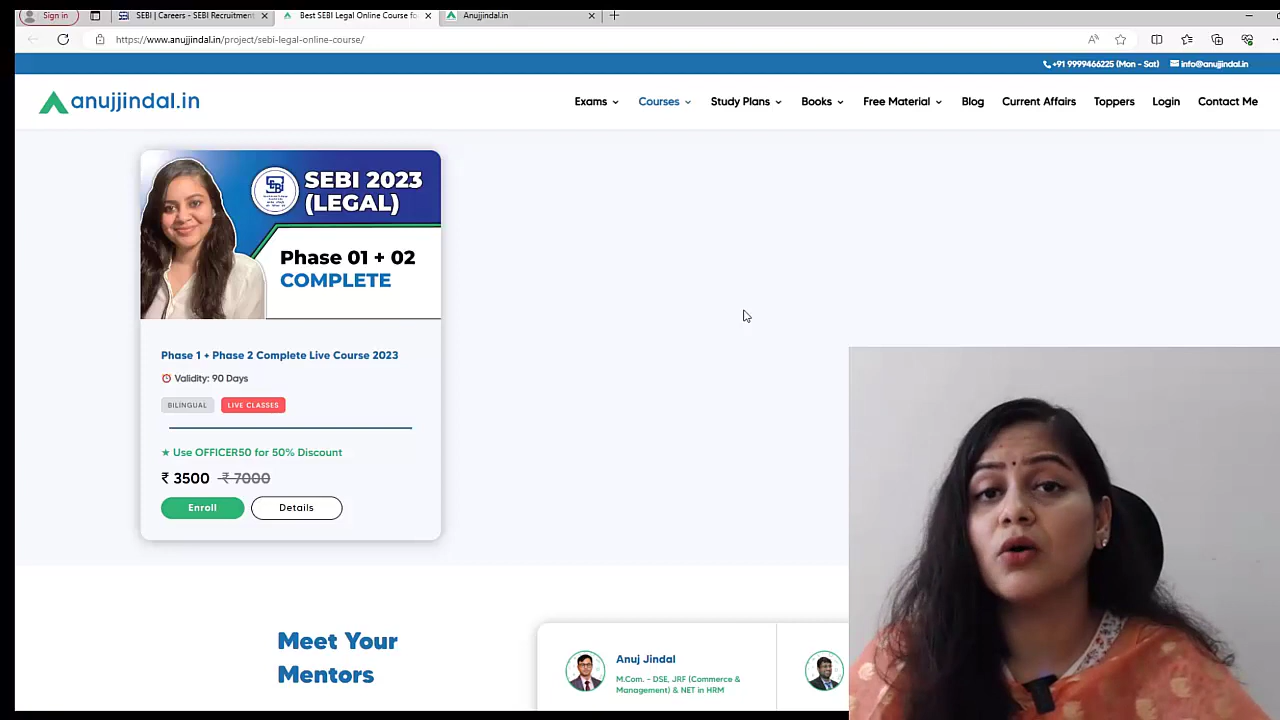 Sign in
SEBI | Careers - SEBI Recruitment
Best SEBI Legal Online Course fo
Anujjindal.in
https://www.anujjindal.in/project/sebi-legal-online-course/
+91 9999466225 (Mon - Sat)
info@anujjindal.in
anujjindal.in
Exams
Courses
Study Plans
Books
Free Material
Blog
Current Affairs
Toppers
Login
Contact Me
SEBI 2023
(LEGAL)
Phase 01 + 02
COMPLETE
Phase 1 + Phase 2 Complete Live Course 2023
Validity: 90 Days
BILINGUAL
LIVE CLASSES
★ Use OFFICER50 for 50% Discount
₹ 3500 ₹ 7000
Enroll
Details
Meet Your
Mentors
Anuj Jindal
M.Com. - DSE, JRF (Commerce &
Management) & NET in HRM